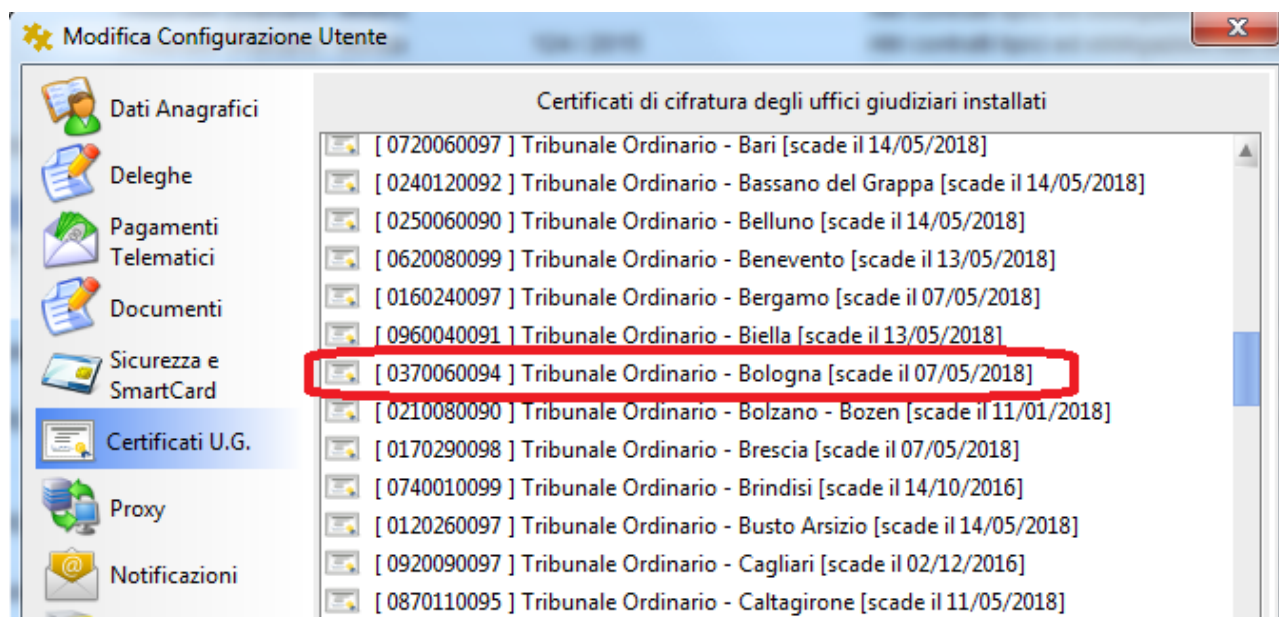 Modifica Configurazione Utente
X
Dati Anagrafici
Deleghe
Pagamenti
Telematici
Documenti
Sicurezza e
SmartCard
Certificati U.G.
Proxy
Notificazioni
Certificati di cifratura degli uffici giudiziari installati
[ 0720060097 ] Tribunale Ordinario - Bari [scade il 14/05/2018]
[ 0240120092 ] Tribunale Ordinario - Bassano del Grappa [scade il 14/05/2018]
[ 0250060090 ] Tribunale Ordinario - Belluno [scade il 14/05/2018]
[ 0620080099 ] Tribunale Ordinario - Benevento [scade il 13/05/2018]
[ 0160240097 ] Tribunale Ordinario - Bergamo [scade il 07/05/2018]
[ 0960040091 ] Tribunale Ordinario - Biella [scade il 13/05/2018]
[ 0370060094 ] Tribunale Ordinario - Bologna [scade il 07/05/2018]
[ 0210080090 ] Tribunale Ordinario - Bolzano - Bozen [scade il 11/01/2018]
[ 0170290098 ] Tribunale Ordinario - Brescia [scade il 07/05/2018]
[ 0740010099 ] Tribunale Ordinario - Brindisi [scade il 14/10/2016]
[ 0120260097 ] Tribunale Ordinario - Busto Arsizio [scade il 14/05/2018]
[ 0920090097 ] Tribunale Ordinario - Cagliari [scade il 02/12/2016]
[ 0870110095 ] Tribunale Ordinario - Caltagirone [scade il 11/05/2018]